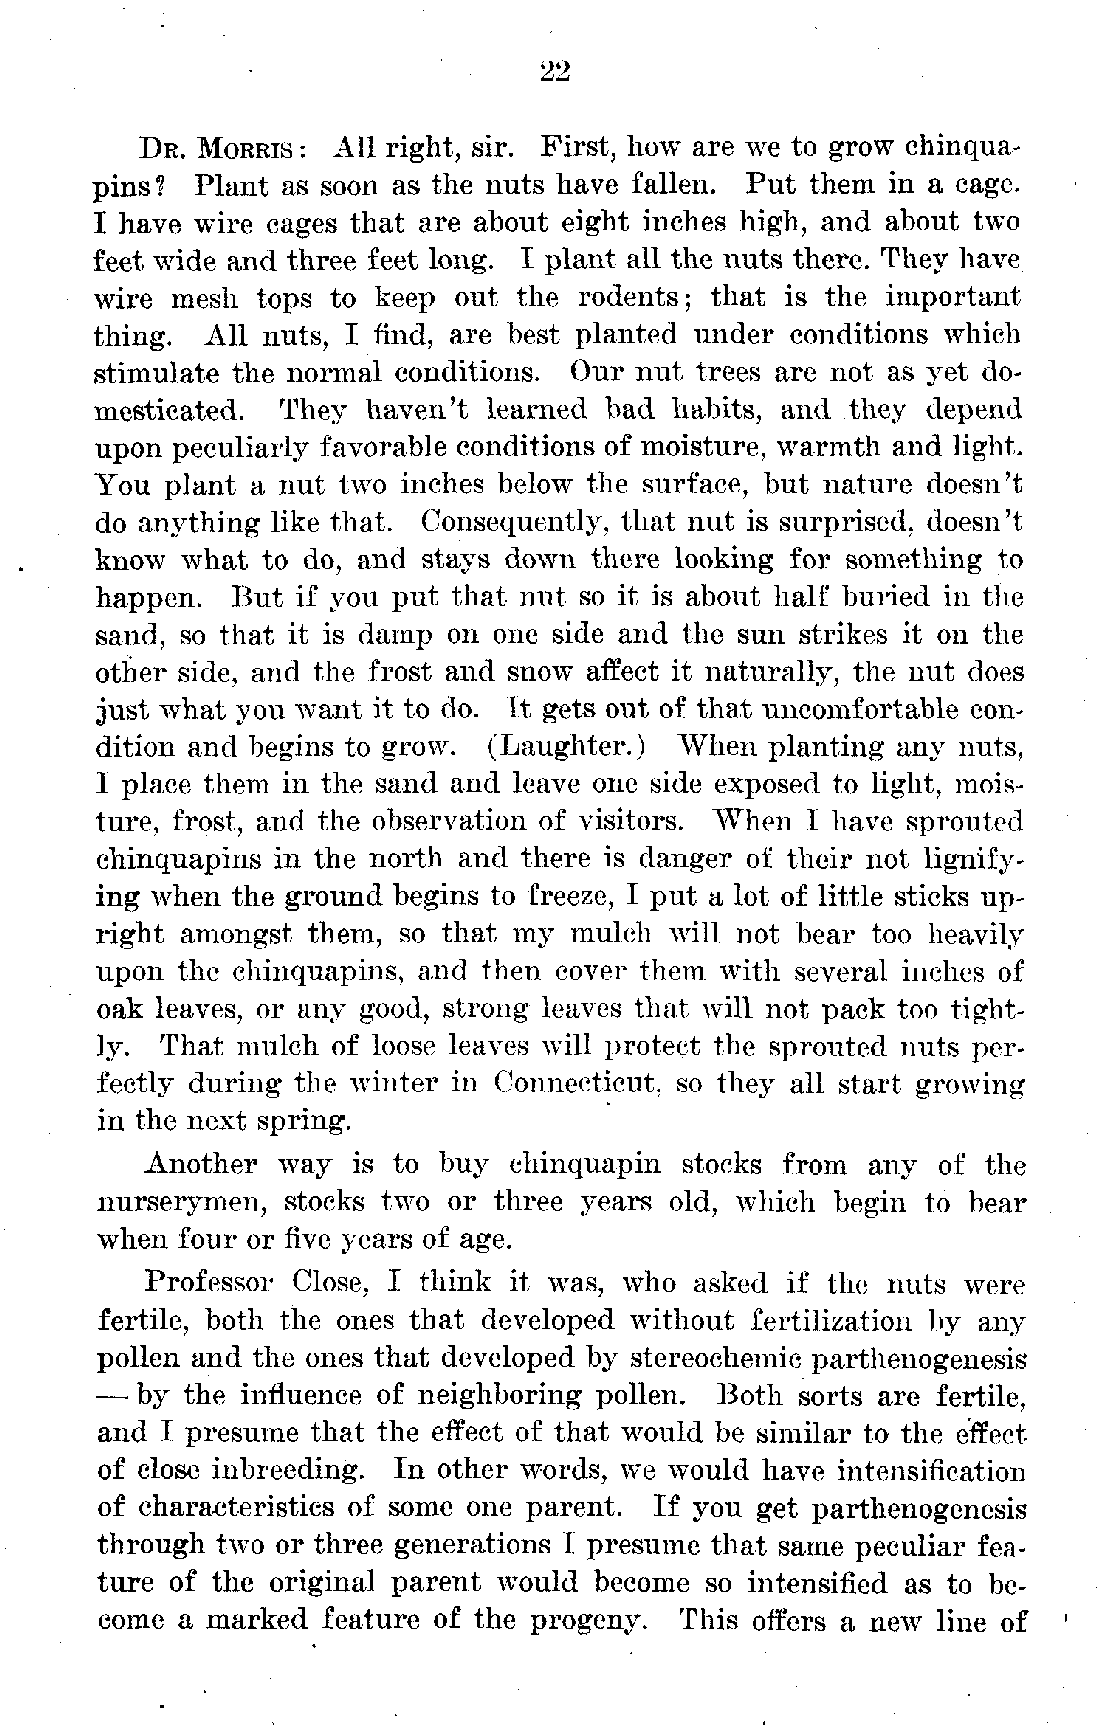 22
DR. MORRIS: All right, sir. First, how are we to grow chinqua-
pins? Plant as soon as the nuts have fallen. Put them in a cage.
I have wire cages that are about eight inches high, and about two
feet wide and three feet long. I plant all the nuts there. They have
wire mesh tops to keep out the rodents; that is the important
thing. All nuts, I find, are best planted under conditions which
stimulate the normal conditions. Our nut trees are not as yet do-
mesticated. They haven't learned bad habits, and they depend
upon peculiarly favorable conditions of moisture, warmth and light.
You plant a nut two inches below the surface, but nature doesn't
do anything like that. Consequently, that nut is surprised, doesn't
know what to do, and stays down there looking for something to
happen. But if you put that nut so it is about half buried in the
sand, so that it is damp on one side and the sun strikes it on the
other side, and the frost and snow affect it naturally, the nut does
just what you want it to do. It gets out of that uncomfortable con-
dition and begins to grow. (Laughter.) When planting any nuts,
I place them in the sand and leave one side exposed to light, mois-
ture, frost, and the observation of visitors. When I have sprouted
chinquapins in the north and there is danger of their not lignify-
ing when the ground begins to freeze, I put a lot of little sticks up-
right amongst them, so that my mulch will not bear too heavily
upon the chinquapins, and then cover them with several inches of
oak leaves, or any good, strong leaves that will not pack too tight-
ly. That mulch of loose leaves will protect the sprouted nuts per-
fectly during the winter in Connecticut, so they all start growing
in the next spring.
Another way is to buy chinquapin stocks from any of the
nurserymen, stocks two or three years old, which begin to bear
when four or five years of age.
Professor Close, I think it was, who asked if the nuts were
fertile, both the ones that developed without fertilization by any
pollen and the ones that developed by stereochemic parthenogenesis
— by the influence of neighboring pollen. Both sorts are fertile,
and I presume that the effect of that would be similar to the effect
of close inbreeding. In other words, we would have intensification
of characteristics of some one parent. If you get parthenogenesis
through two or three generations I presume that same peculiar fea-
ture of the original parent would become so intensified as to be-
come a marked feature of the progeny. This offers a new line of